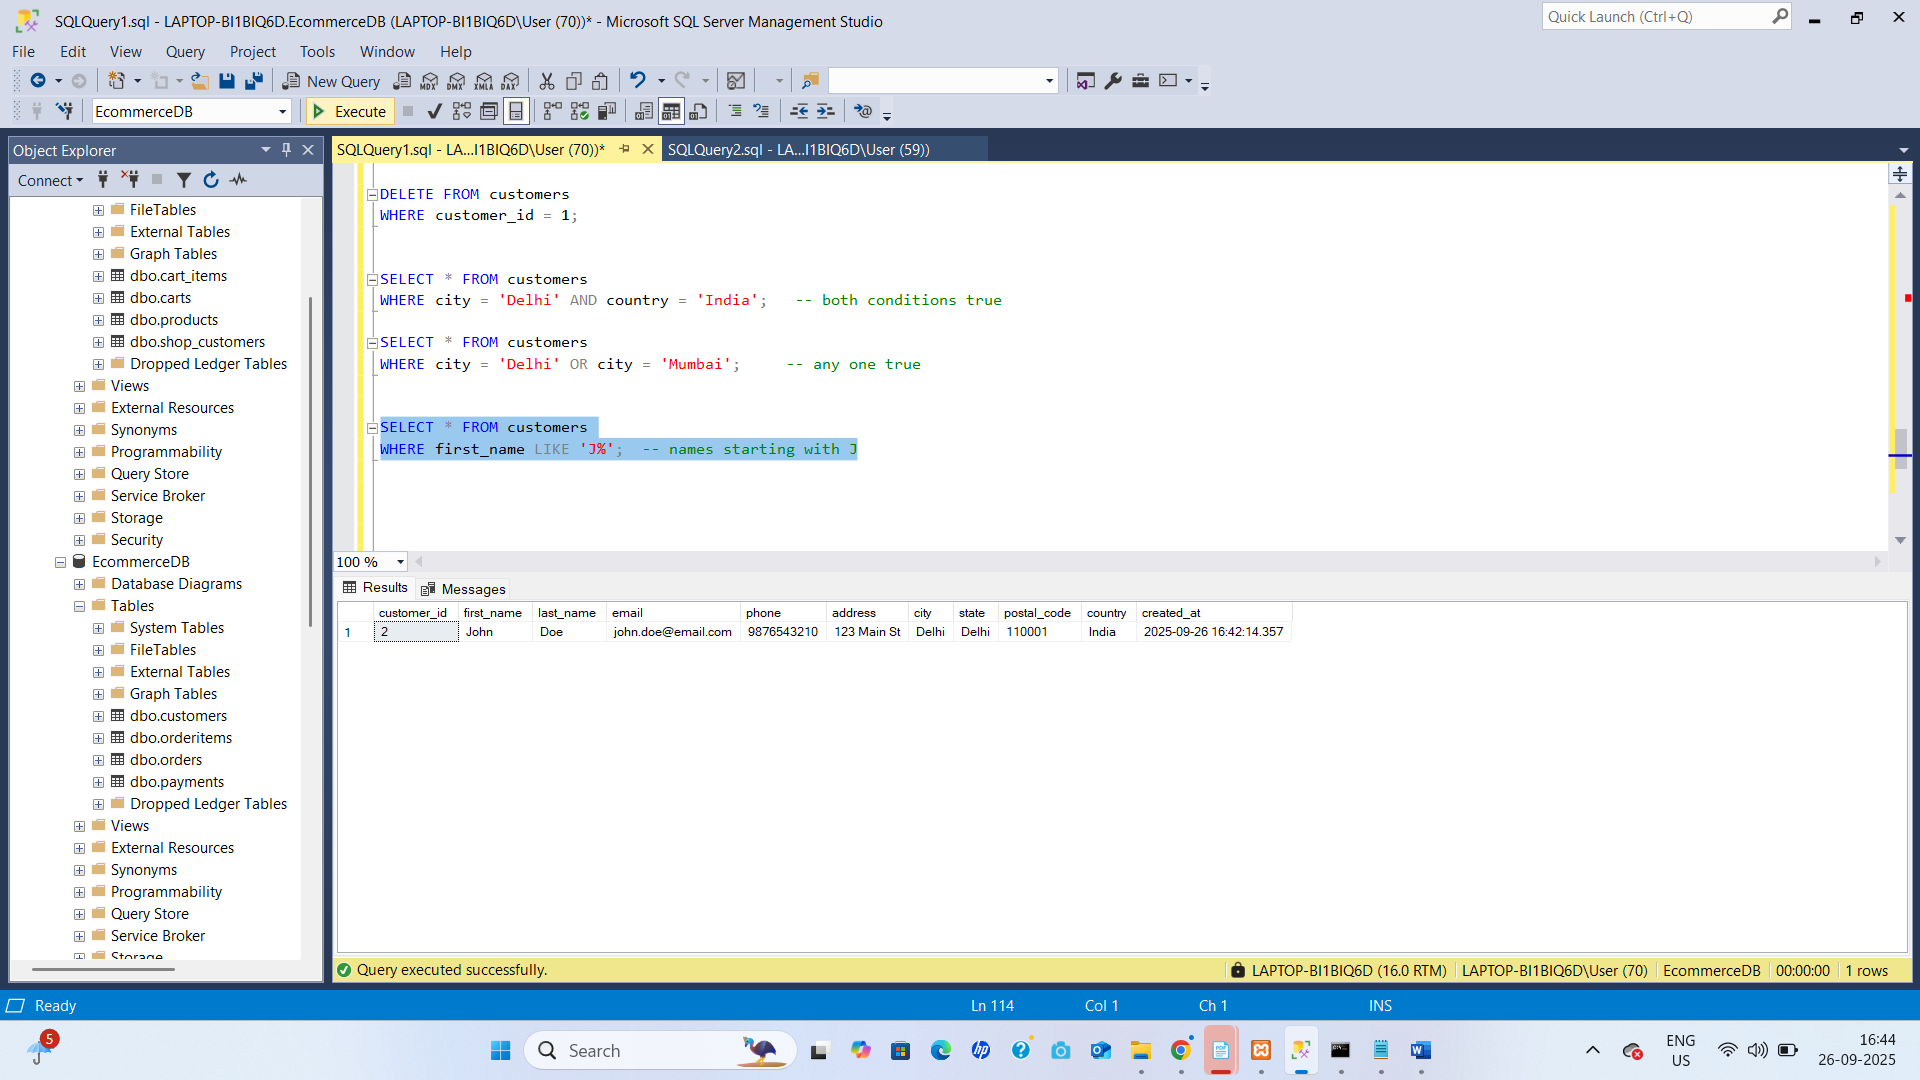 SQLQuery1.sql - LAPTOP-BI1BIQ6D.EcommerceDB (LAPTOP-BI1BIQ6D\User (70))* - Microsoft SQL Server Management Studio
Quick Launch (Ctrl+Q)
File Edit View Query Project Tools Window Help
New Query MDX DMX XMLA DAX
EcommerceDB Execute
Object Explorer
Connect
FileTables
External Tables
Graph Tables
dbo.cart_items
dbo.carts
dbo.products
dbo.shop_customers
Dropped Ledger Tables
Views
External Resources
Synonyms
Programmability
Query Store
Service Broker
Storage
Security
EcommerceDB
Database Diagrams
Tables
System Tables
FileTables
External Tables
Graph Tables
dbo.customers
dbo.orderitems
dbo.orders
dbo.payments
Dropped Ledger Tables
Views
External Resources
Synonyms
Programmability
Query Store
Service Broker
Storage
SQLQuery1.sql - LA...I1BIQ6D\User (70))* SQLQuery2.sql - LA...I1BIQ6D\User (59))
DELETE FROM customers
WHERE customer_id = 1;
SELECT * FROM customers
WHERE city = 'Delhi' AND country = 'India'; -- both conditions true
SELECT * FROM customers
WHERE city = 'Delhi' OR city = 'Mumbai'; -- any one true
SELECT * FROM customers
WHERE first_name LIKE 'J%'; -- names starting with J
100 %
Results Messages
customer_id first_name last_name email phone address city state postal_code country created_at
1 2 John Doe john.doe@email.com 9876543210 123 Main St Delhi Delhi 110001 India 2025-09-26 16:42:14.357
Query executed successfully. LAPTOP-BI1BIQ6D (16.0 RTM) LAPTOP-BI1BIQ6D\User (70) EcommerceDB 00:00:00 1 rows
Ready Ln 114 Col 1 Ch 1 INS
5 Search hp ENG 16:44
US 26-09-2025